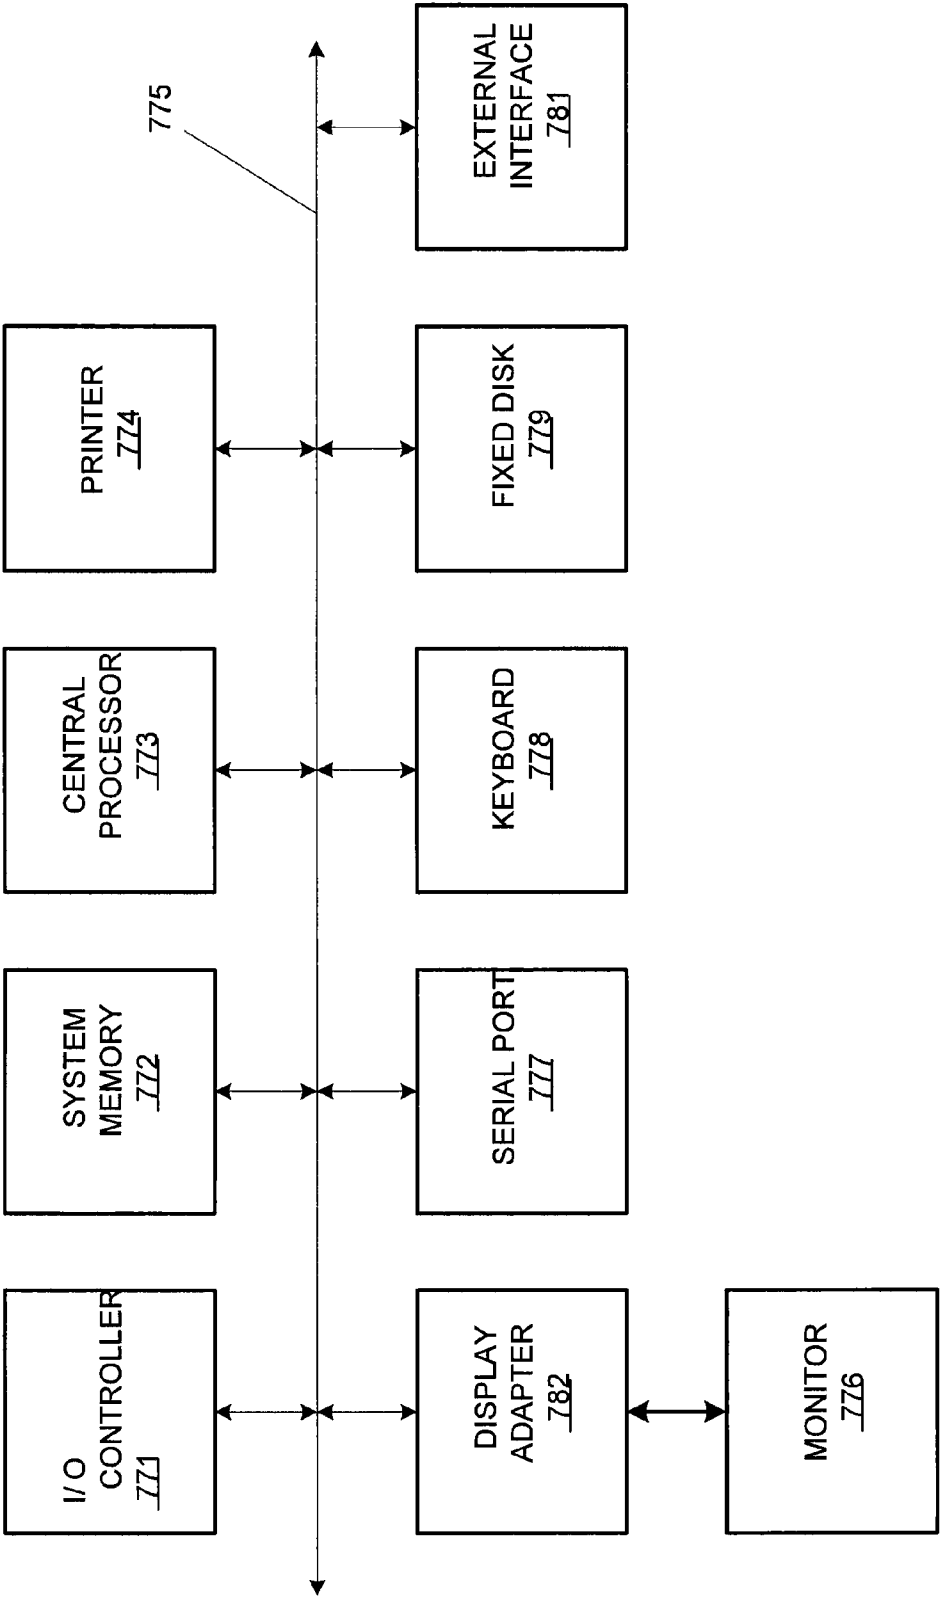 I/O
CONTROLLER
771
SYSTEM
MEMORY
772
CENTRAL
PROCESSOR
773
PRINTER
774
775
DISPLAY
ADAPTER
782
SERIAL PORT
777
KEYBOARD
778
FIXED DISK
779
EXTERNAL
INTERFACE
781
MONITOR
776